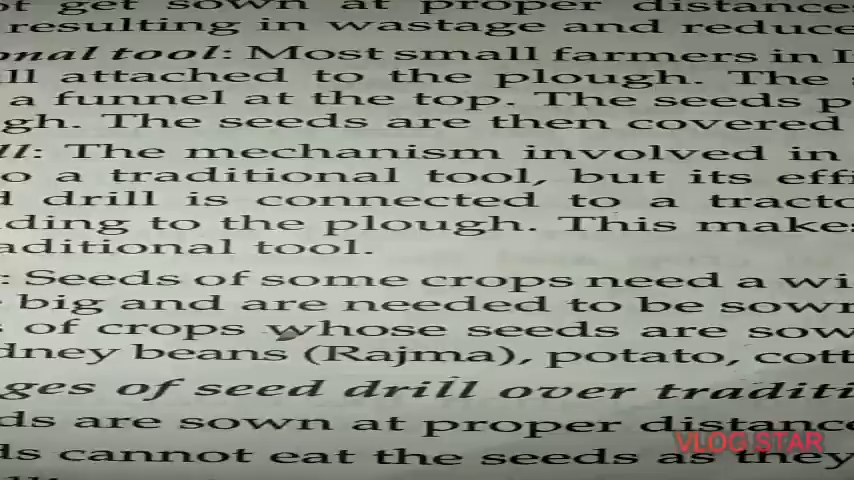 ot get sown at proper distances
resulting in wastage and reduce
onal tool: Most small farmers in I
ll attached to the plough. The s
a funnel at the top. The seeds p
gh. The seeds are then covered
ll: The mechanism involved in
o a traditional tool, but its effi
d drill is connected to a tracto
ding to the plough. This makes
aditional tool.
: Seeds of some crops need a wi
big and are needed to be sown
s of crops whose seeds are sow
dney beans (Rajma), potato, cott
ges of seed drill over traditi
ds are sown at proper distance
VLOG STAR
ds cannot eat the seeds as they